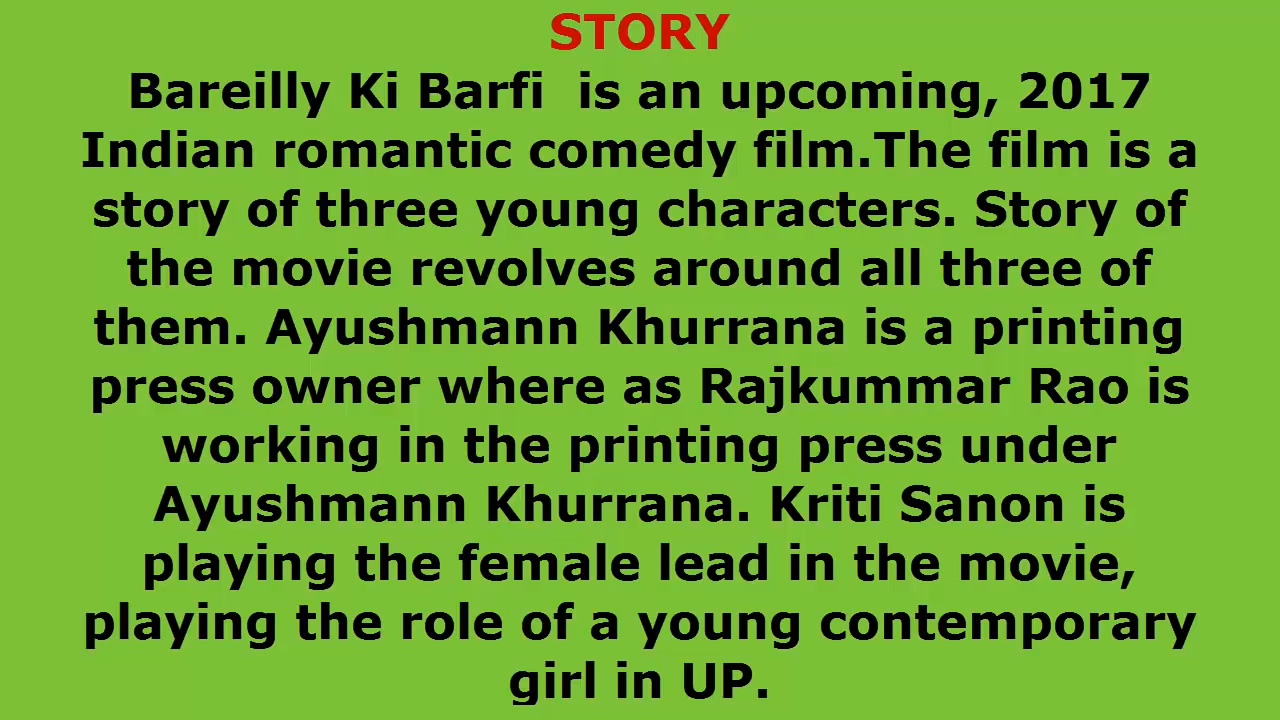 STORY
Bareilly Ki Barfi  is an upcoming, 2017
Indian romantic comedy film.The film is a
story of three young characters. Story of
the movie revolves around all three of
them. Ayushmann Khurrana is a printing
press owner where as Rajkummar Rao is
working in the printing press under
Ayushmann Khurrana. Kriti Sanon is
playing the female lead in the movie,
playing the role of a young contemporary
girl in UP.